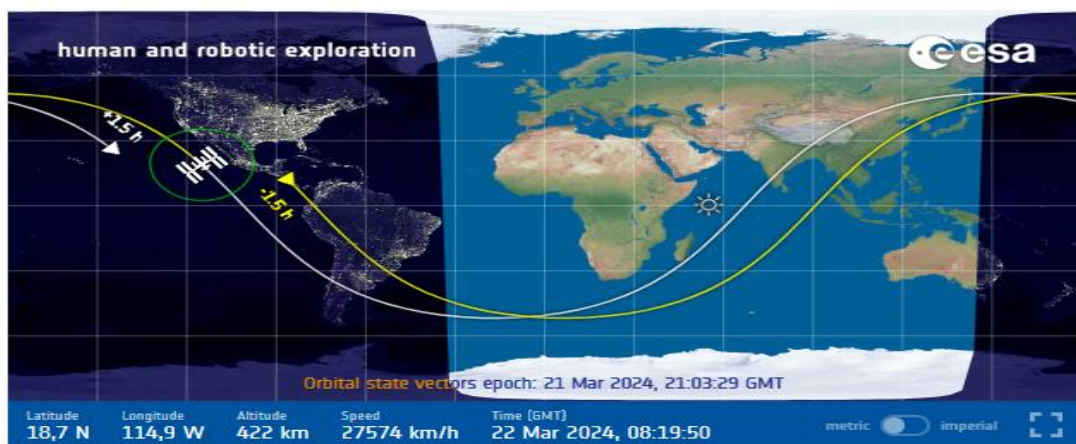 human and robotic exploration
esa
+1.5 h
-1.5 h
Orbital state vectors epoch: 21 Mar 2024, 21:03:29 GMT
Latitude Longitude Altitude Speed Time (GMT)
18,7 N 114,9 W 422 km 27574 km/h 22 Mar 2024, 08:19:50
metric imperial